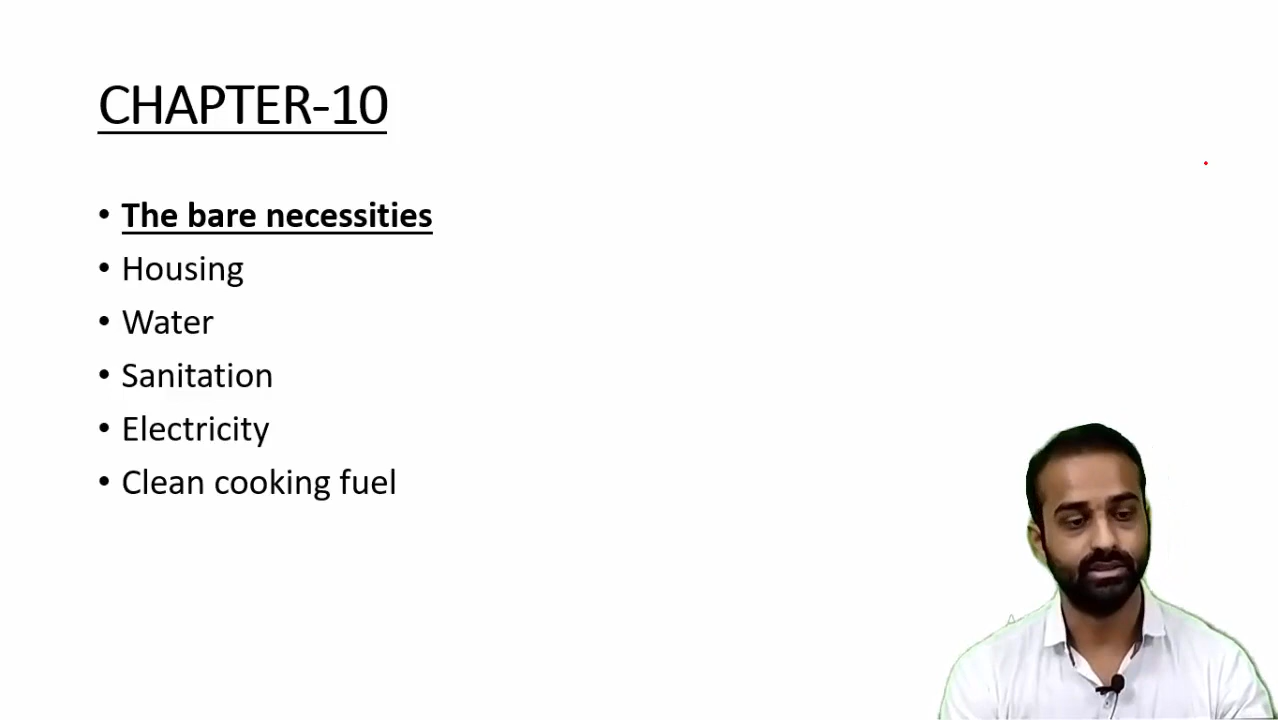 CHAPTER-10
• The bare necessities
• Housing
• Water
• Sanitation
• Electricity
• Clean cooking fuel